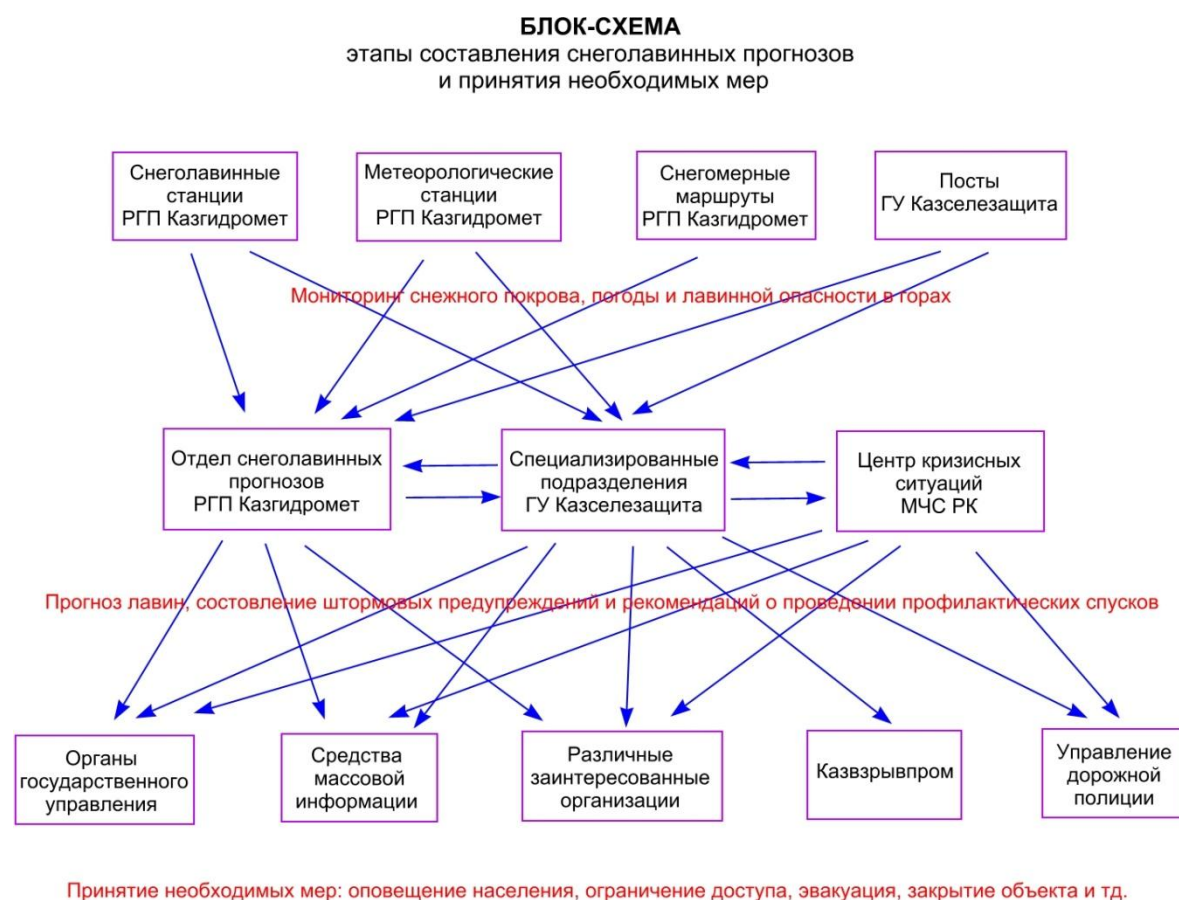 БЛОК-СХЕМА
этапы составления снеголавинных прогнозов
и принятия необходимых мер
Снеголавинные
станции
РГП Казгидромет
Метеорологические
станции
РГП Казгидромет
Снегомерные
маршруты
РГП Казгидромет
Посты
ГУ Казселезащита
Мониторинг снежного покрова, погоды и лавинной опасности в горах
Отдел снеголавинных
прогнозов
РГП Казгидромет
Специализированные
подразделения
ГУ Казселезащита
Центр кризисных
ситуаций
МЧС РК
Прогноз лавин, состовление штормовых предупреждений и рекомендаций о проведении профилактических спусков
Органы
государственного
управления
Средства
массовой
информации
Различные
заинтересованные
организации
Казвзрывпром
Управление
дорожной
полиции
Принятие необходимых мер: оповещение населения, ограничение доступа, эвакуация, закрытие объекта и тд.